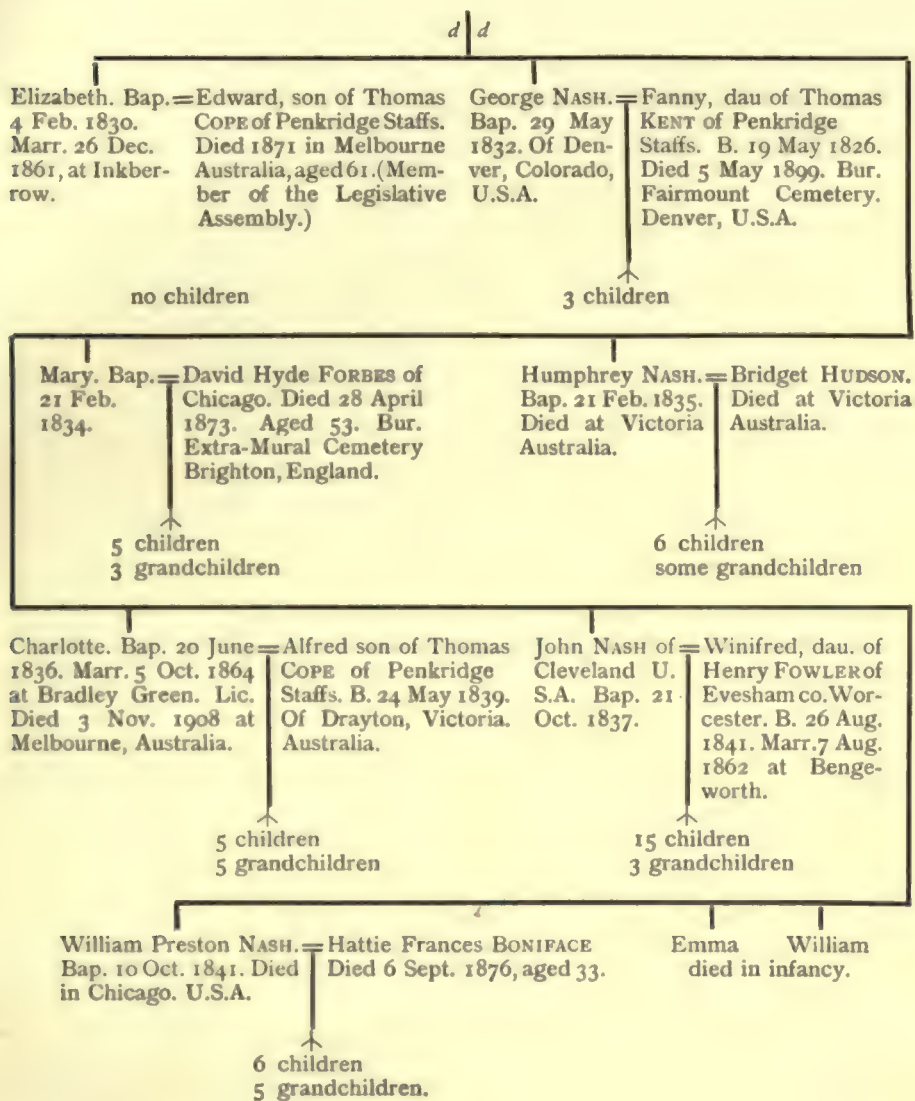 d d
Elizabeth. Bap.
4 Feb. 1830.
Marr. 26 Dec.
1861, at Inkber-
row.
=
Edward, son of Thomas
COPE of Penkridge Staffs.
Died 1871 in Melbourne
Australia, aged 61. (Mem-
ber of the Legislative
Assembly.)
no children
George NASH.
Bap. 29 May
1832. Of Den-
ver, Colorado,
U.S.A.
=
Fanny, dau of Thomas
KENT of Penkridge
Staffs. B. 19 May 1826.
Died 5 May 1899. Bur.
Fairmount Cemetery.
Denver, U.S.A.
3 children
Mary. Bap.
21 Feb.
1834.
=
David Hyde FORBES of
Chicago. Died 28 April
1873. Aged 53. Bur.
Extra-Mural Cemetery
Brighton, England.
5 children
3 grandchildren
Humphrey NASH.
Bap. 21 Feb. 1835.
Died at Victoria
Australia.
=
Bridget HUDSON.
Died at Victoria
Australia.
6 children
some grandchildren
Charlotte. Bap. 20 June
1836. Marr. 5 Oct. 1864
at Bradley Green. Lic.
Died 3 Nov. 1908 at
Melbourne, Australia.
=
Alfred son of Thomas
COPE of Penkridge
Staffs. B. 24 May 1839.
Of Drayton, Victoria.
Australia.
5 children
5 grandchildren
John NASH of
Cleveland U.
S.A. Bap. 21
Oct. 1837.
=
Winifred, dau. of
Henry FOWLER of
Evesham co. Wor-
cester. B. 26 Aug.
1841. Marr. 7 Aug.
1862 at Benge-
worth.
15 children
3 grandchildren
William Preston NASH.
Bap. 10 Oct. 1841. Died
in Chicago. U.S.A.
=
Hattie Frances BONIFACE
Died 6 Sept. 1876, aged 33.
6 children
5 grandchildren.
Emma William
died in infancy.